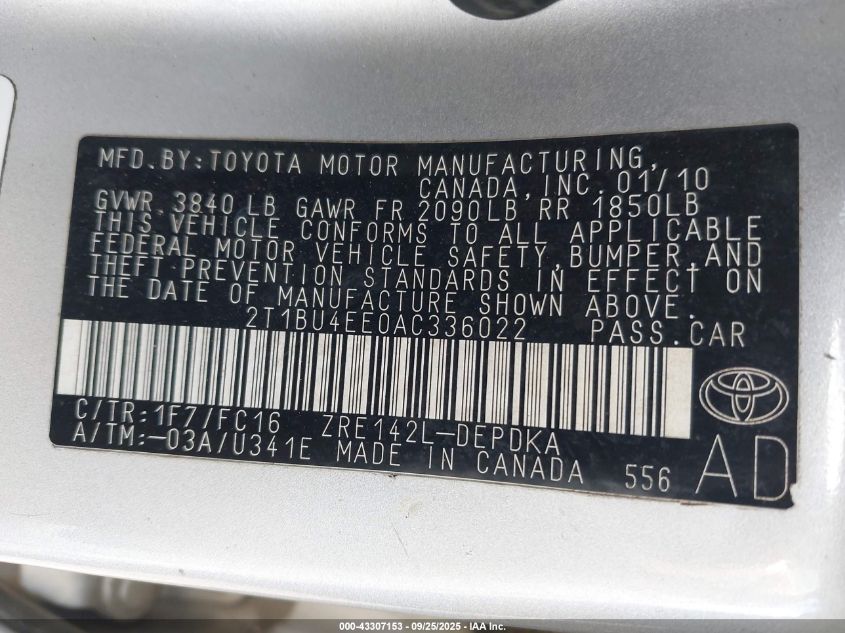 MFD. BY: TOYOTA MOTOR MANUFACTURING,
CANADA, INC. 01/10
GVWR 3840 LB GAWR FR 2090LB RR 1850LB
THIS VEHICLE CONFORMS TO ALL APPLICABLE
FEDERAL MOTOR VEHICLE SAFETY, BUMPER, AND
THEFT PREVENTION STANDARDS IN EFFECT ON
THE DATE OF MANUFACTURE SHOWN ABOVE.
2T1BU4EE0AC336022 PASS. CAR
C/TR: 1F7/FC16 ZRE142L-DEPDKA
A/TM: -03A/U341E MADE IN CANADA 556 AD
000-43307153 - 09/25/2025 - IAA Inc.